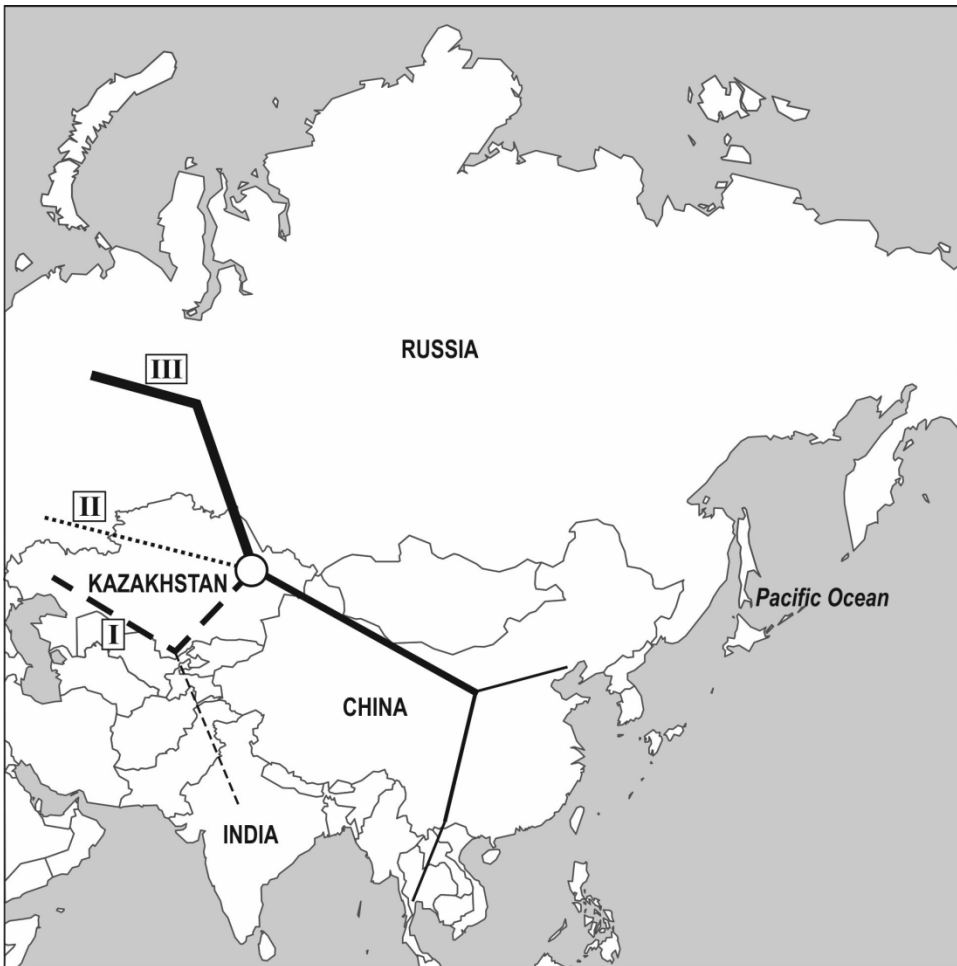 RUSSIA
III
II
KAZAKHSTAN
Pacific Ocean
I
CHINA
INDIA